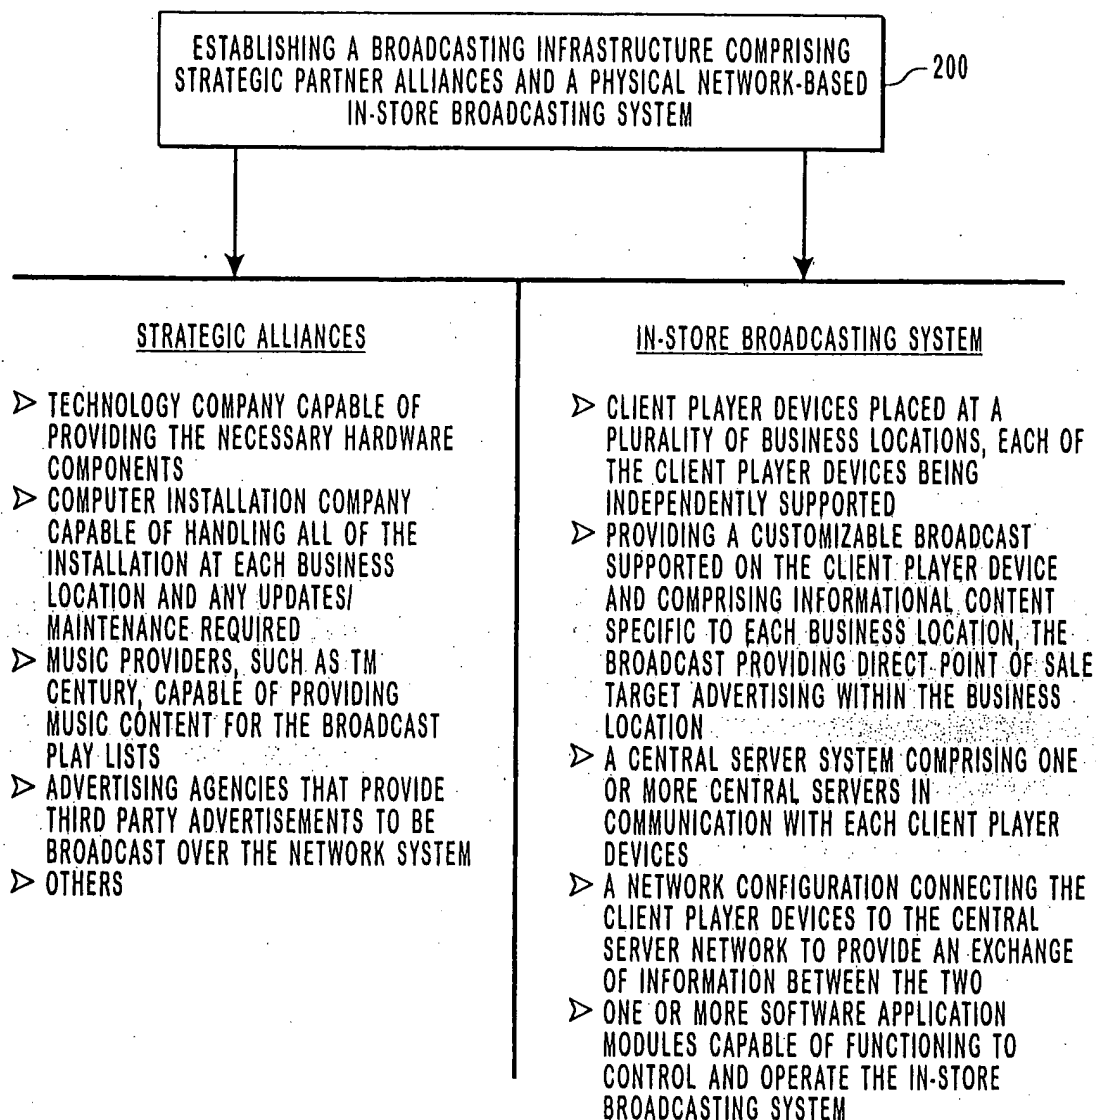 ESTABLISHING A BROADCASTING INFRASTRUCTURE COMPRISING
STRATEGIC PARTNER ALLIANCES AND A PHYSICAL NETWORK-BASED
IN-STORE BROADCASTING SYSTEM
200
STRATEGIC ALLIANCES
TECHNOLOGY COMPANY CAPABLE OF
PROVIDING THE NECESSARY HARDWARE
COMPONENTS
COMPUTER INSTALLATION COMPANY
CAPABLE OF HANDLING ALL OF THE
INSTALLATION AT EACH BUSINESS
LOCATION AND ANY UPDATES/
MAINTENANCE REQUIRED
MUSIC PROVIDERS, SUCH AS TM
CENTURY, CAPABLE OF PROVIDING
MUSIC CONTENT FOR THE BROADCAST
PLAY LISTS
ADVERTISING AGENCIES THAT PROVIDE
THIRD PARTY ADVERTISEMENTS TO BE
BROADCAST OVER THE NETWORK SYSTEM
OTHERS
IN-STORE BROADCASTING SYSTEM
CLIENT PLAYER DEVICES PLACED AT A
PLURALITY OF BUSINESS LOCATIONS, EACH OF
THE CLIENT PLAYER DEVICES BEING
INDEPENDENTLY SUPPORTED
PROVIDING A CUSTOMIZABLE BROADCAST
SUPPORTED ON THE CLIENT PLAYER DEVICE
AND COMPRISING INFORMATIONAL CONTENT
SPECIFIC TO EACH BUSINESS LOCATION, THE
BROADCAST PROVIDING DIRECT POINT OF SALE
TARGET ADVERTISING WITHIN THE BUSINESS
LOCATION
A CENTRAL SERVER SYSTEM COMPRISING ONE
OR MORE CENTRAL SERVERS IN
COMMUNICATION WITH EACH CLIENT PLAYER
DEVICES
A NETWORK CONFIGURATION CONNECTING THE
CLIENT PLAYER DEVICES TO THE CENTRAL
SERVER NETWORK TO PROVIDE AN EXCHANGE
OF INFORMATION BETWEEN THE TWO
ONE OR MORE SOFTWARE APPLICATION
MODULES CAPABLE OF FUNCTIONING TO
CONTROL AND OPERATE THE IN-STORE
BROADCASTING SYSTEM